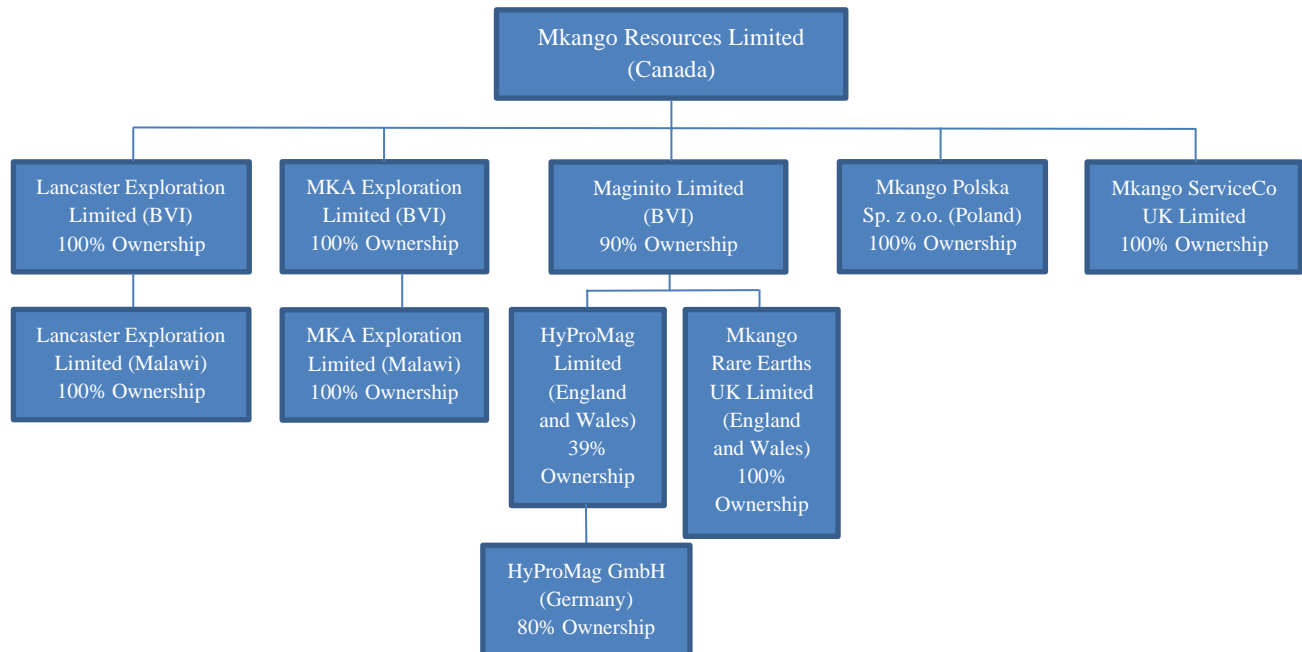 Mkango Resources Limited
(Canada)
Lancaster Exploration
Limited (BVI)
100% Ownership
MKA Exploration
Limited (BVI)
100% Ownership
Maginito Limited
(BVI)
90% Ownership
Mkango Polska
Sp. z o.o. (Poland)
100% Ownership
Mkango ServiceCo
UK Limited
100% Ownership
Lancaster Exploration
Limited (Malawi)
100% Ownership
MKA Exploration
Limited (Malawi)
100% Ownership
HyProMag
Limited
(England
and Wales)
39%
Ownership
Mkango
Rare Earths
UK Limited
(England
and Wales)
100%
Ownership
HyProMag GmbH
(Germany)
80% Ownership